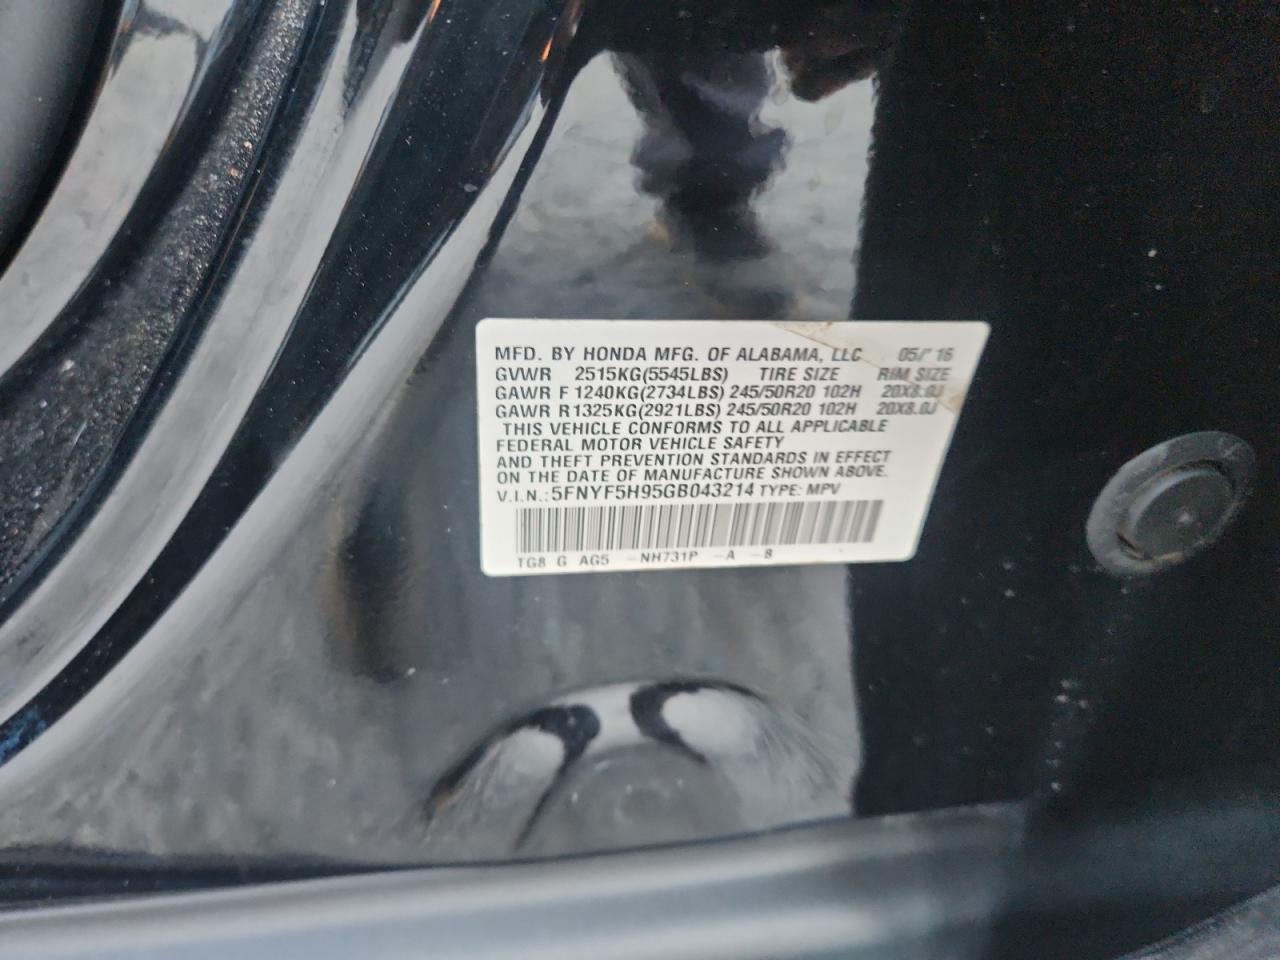 MFD. BY HONDA MFG. OF ALABAMA, LLC 05/'16
GVWR 2515KG(5545LBS) TIRE SIZE RIM SIZE
GAWR F 1240KG(2734LBS) 245/50R20 102H 20X8.0J
GAWR R 1325KG(2921LBS) 245/50R20 102H 20X8.0J
THIS VEHICLE CONFORMS TO ALL APPLICABLE
FEDERAL MOTOR VEHICLE SAFETY
AND THEFT PREVENTION STANDARDS IN EFFECT
ON THE DATE OF MANUFACTURE SHOWN ABOVE.
V.I.N.: 5FNYF5H95GB043214 TYPE: MPV
TG8 G AG5 -NH731P -A -8